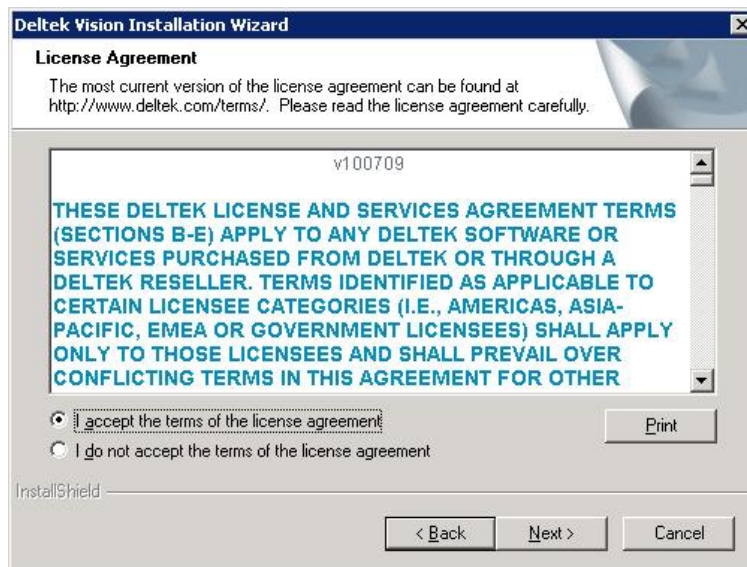 Deltek Vision Installation Wizard
License Agreement
The most current version of the license agreement can be found at
http://www.deltek.com/terms/. Please read the license agreement carefully.
v100709
THESE DELTEK LICENSE AND SERVICES AGREEMENT TERMS
(SECTIONS B-E) APPLY TO ANY DELTEK SOFTWARE OR
SERVICES PURCHASED FROM DELTEK OR THROUGH A
DELTEK RESELLER. TERMS IDENTIFIED AS APPLICABLE TO
CERTAIN LICENSEE CATEGORIES (I.E., AMERICAS, ASIA-
PACIFIC, EMEA OR GOVERNMENT LICENSEES) SHALL APPLY
ONLY TO THOSE LICENSEES AND SHALL PREVAIL OVER
CONFLICTING TERMS IN THIS AGREEMENT FOR OTHER
I accept the terms of the license agreement
Print
I do not accept the terms of the license agreement
InstallShield
< Back Next > Cancel